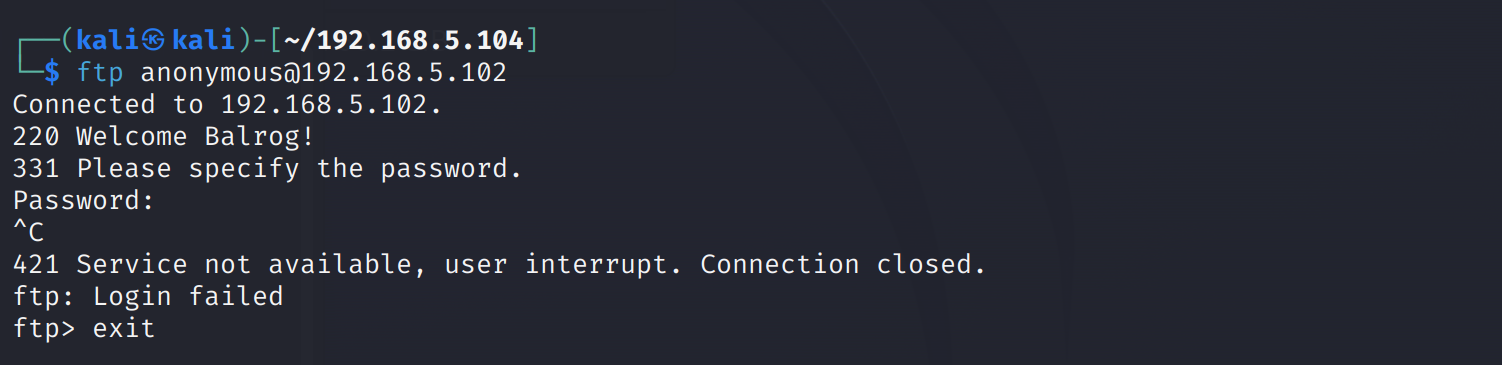 ┌──(kali㉿kali)-[~/192.168.5.104]
└─$ ftp anonymous@192.168.5.102
Connected to 192.168.5.102.
220 Welcome Balrog!
331 Please specify the password.
Password:
^C
421 Service not available, user interrupt. Connection closed.
ftp: Login failed
ftp> exit